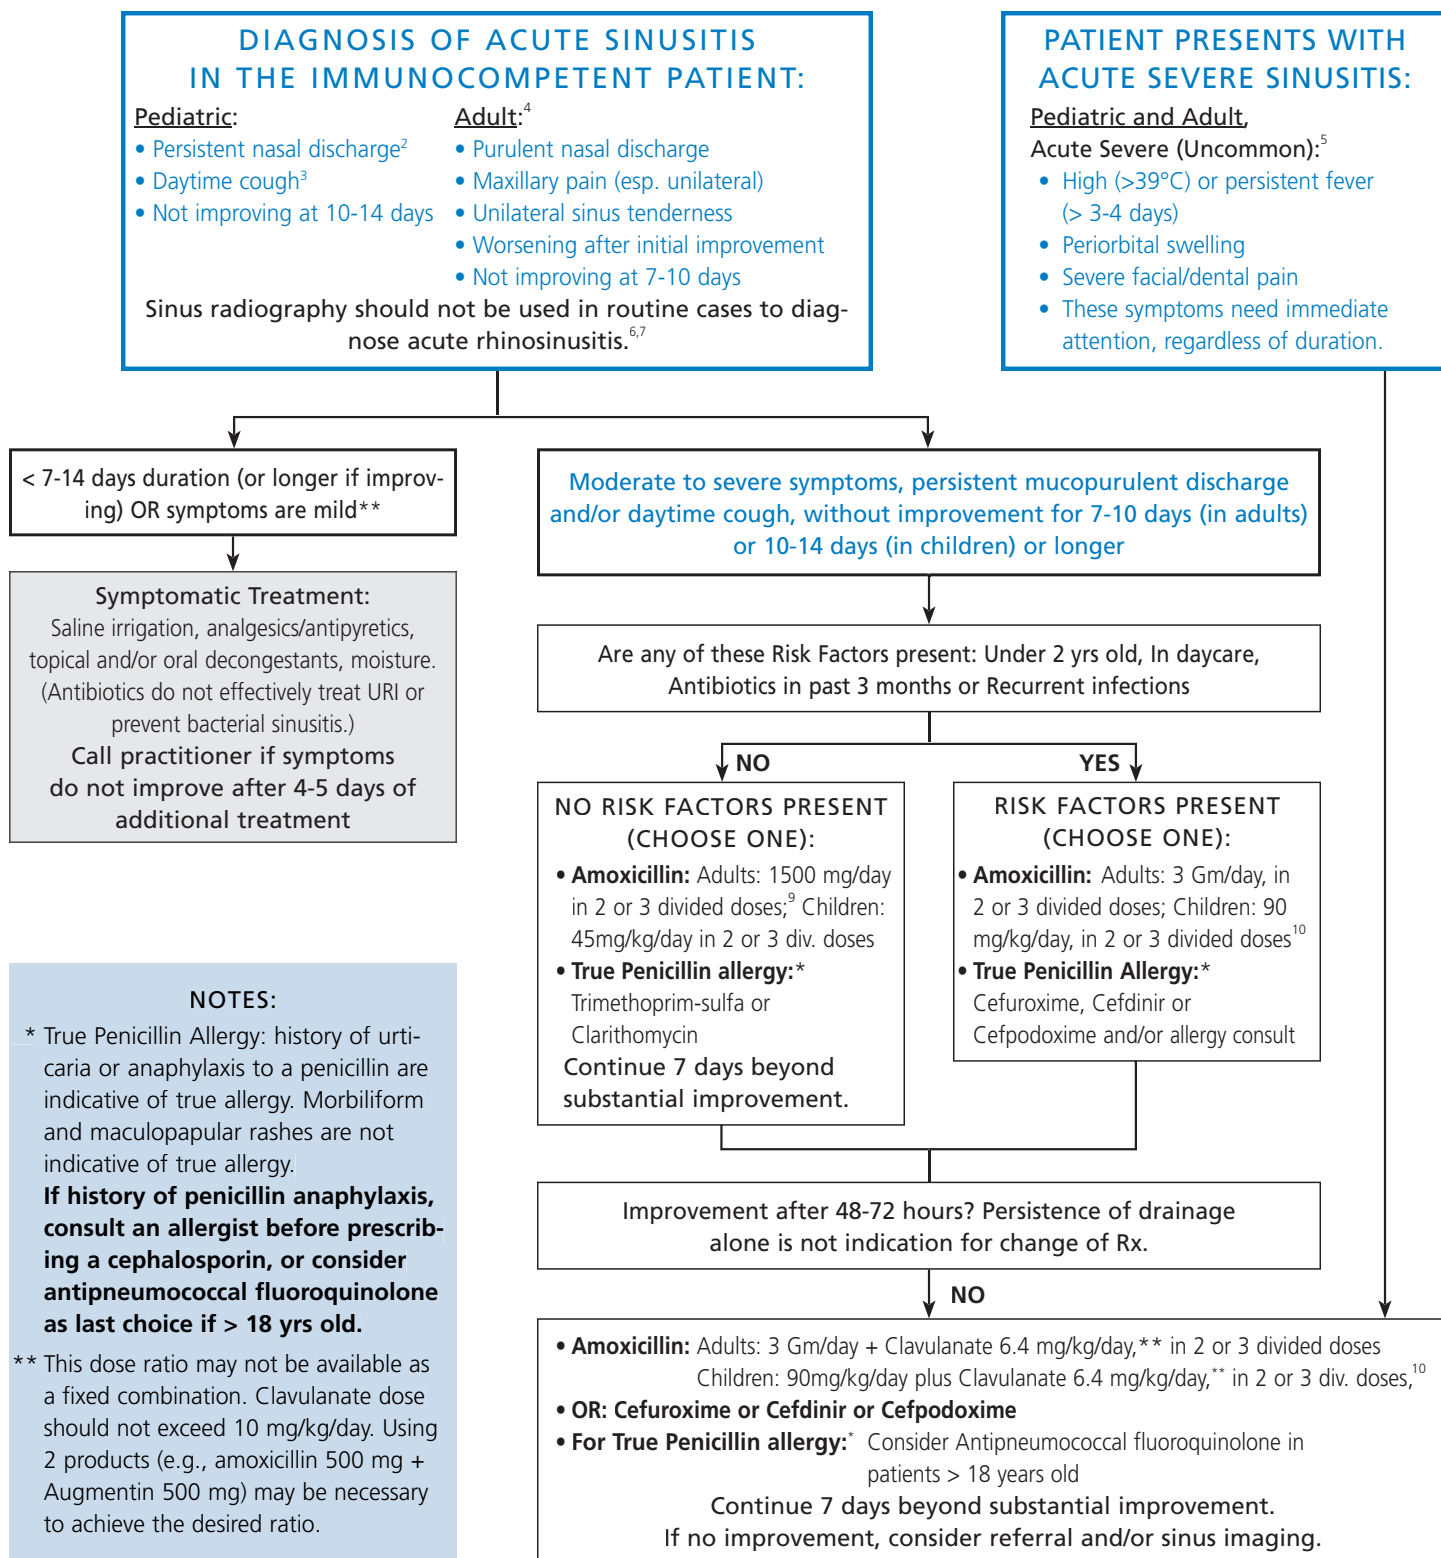 DIAGNOSIS OF ACUTE SINUSITIS
IN THE IMMUNOCOMPETENT PATIENT:
Pediatric:
• Persistent nasal discharge2
• Daytime cough3
• Not improving at 10-14 days
Adult:4
• Purulent nasal discharge
• Maxillary pain (esp. unilateral)
• Unilateral sinus tenderness
• Worsening after initial improvement
• Not improving at 7-10 days
Sinus radiography should not be used in routine cases to diag-
nose acute rhinosinusitis.6,7
PATIENT PRESENTS WITH
ACUTE SEVERE SINUSITIS:
Pediatric and Adult,
Acute Severe (Uncommon):5
• High (>39°C) or persistent fever
(> 3-4 days)
• Periorbital swelling
• Severe facial/dental pain
• These symptoms need immediate
attention, regardless of duration.
< 7-14 days duration (or longer if improv-
ing) OR symptoms are mild**
Symptomatic Treatment:
Saline irrigation, analgesics/antipyretics,
topical and/or oral decongestants, moisture.
(Antibiotics do not effectively treat URI or
prevent bacterial sinusitis.)
Call practitioner if symptoms
do not improve after 4-5 days of
additional treatment
Moderate to severe symptoms, persistent mucopurulent discharge
and/or daytime cough, without improvement for 7-10 days (in adults)
or 10-14 days (in children) or longer
Are any of these Risk Factors present: Under 2 yrs old, In daycare,
Antibiotics in past 3 months or Recurrent infections
NO
YES
NO RISK FACTORS PRESENT
(CHOOSE ONE):
• Amoxicillin: Adults: 1500 mg/day
in 2 or 3 divided doses;9 Children:
45mg/kg/day in 2 or 3 div. doses
• True Penicillin allergy:*
Trimethoprim-sulfa or
Clarithomycin
Continue 7 days beyond
substantial improvement.
RISK FACTORS PRESENT
(CHOOSE ONE):
• Amoxicillin: Adults: 3 Gm/day, in
2 or 3 divided doses; Children: 90
mg/kg/day, in 2 or 3 divided doses10
• True Penicillin Allergy:*
Cefuroxime, Cefdinir or
Cefpodoxime and/or allergy consult
NOTES:
* True Penicillin Allergy: history of urti-
caria or anaphylaxis to a penicillin are
indicative of true allergy. Morbiliform
and maculopapular rashes are not
indicative of true allergy.
If history of penicillin anaphylaxis,
consult an allergist before prescrib-
ing a cephalosporin, or consider
antipneumococcal fluoroquinolone
as last choice if > 18 yrs old.
** This dose ratio may not be available as
a fixed combination. Clavulanate dose
should not exceed 10 mg/kg/day. Using
2 products (e.g., amoxicillin 500 mg +
Augmentin 500 mg) may be necessary
to achieve the desired ratio.
Improvement after 48-72 hours? Persistence of drainage
alone is not indication for change of Rx.
NO
• Amoxicillin: Adults: 3 Gm/day + Clavulanate 6.4 mg/kg/day,** in 2 or 3 divided doses
Children: 90mg/kg/day plus Clavulanate 6.4 mg/kg/day,** in 2 or 3 div. doses,10
• OR: Cefuroxime or Cefdinir or Cefpodoxime
• For True Penicillin allergy:* Consider Antipneumococcal fluoroquinolone in
patients > 18 years old
Continue 7 days beyond substantial improvement.
If no improvement, consider referral and/or sinus imaging.